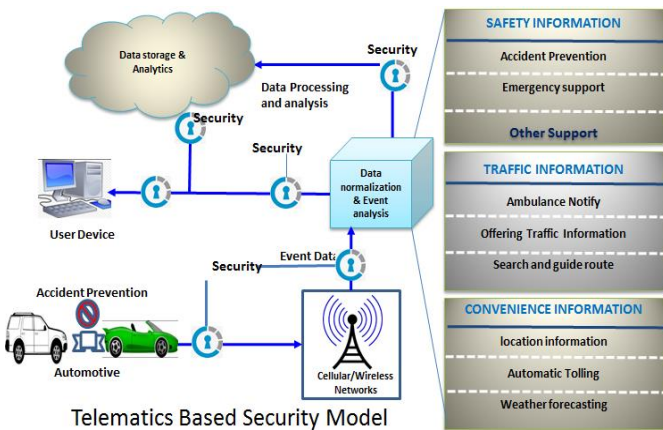 Data storage &
Analytics
Security
Data Processing
and analysis
Security
Security
Data
normalization
& Event
analysis
User Device
Event Data
Security
Accident Prevention
Automotive
Cellular/Wireless
Networks
Telematics Based Security Model
SAFETY INFORMATION
Accident Prevention
Emergency support
Other Support
TRAFFIC INFORMATION
Ambulance Notify
Offering Traffic Information
Search and guide route
CONVENIENCE INFORMATION
location information
Automatic Tolling
Weather forecasting